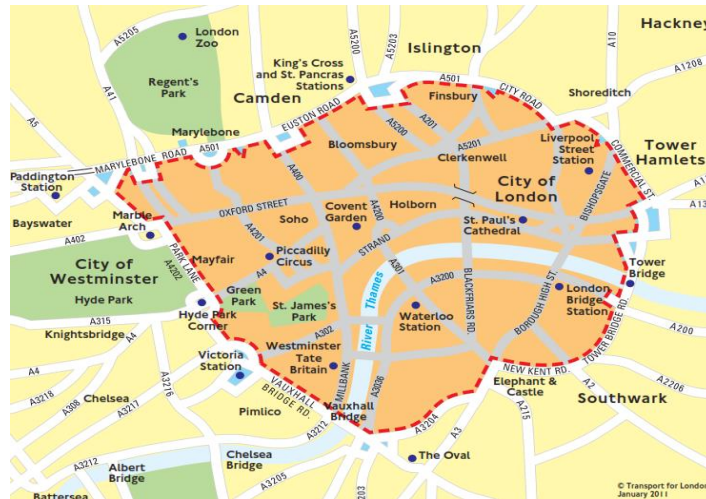 A5205
London
Zoo
A5200
A5203
Islington
A10
Hackney
A41
Regent's
Park
King's Cross
and St. Pancras
Stations
A501
CITY ROAD
A1208
Finsbury
Shoreditch
A5
Camden
EUSTON ROAD
Marylebone
A501
A5200
A201
A5201
Bloomsbury
Clerkenwell
Liverpool
Street
Station
COMMERCIAL ST.
Tower
Hamlets
MARYLEBONE ROAD
Paddington
Station
A400
BISHOPSGATE
City of
London
A13
Bayswater
Marble
Arch
OXFORD STREET
Soho
Covent
Garden
A4200
Holborn
St. Paul's
Cathedral
A402
PARK LANE
A4202
Mayfair
A4201
Piccadilly
Circus
STRAND
City of
Westminster
Hyde Park
A4
Green
Park
St. James's
Park
River Thames
A301
A3200
BLACKFRIARS RD.
BOROUGH HIGH ST.
London
Bridge
Station
Tower
Bridge
Hyde Park
Corner
A315
Knightsbridge
A4
A302
Waterloo
Station
TOWER BRIDGE RD.
A200
Victoria
Station
Westminster
Tate
Britain
MILLBANK
A3036
NEW KENT RD.
Elephant &
Castle
A2
A2206
A4
A3218
A308
Chelsea
A3217
A3216
VAUXHALL
BRIDGE RD.
Pimlico
Vauxhall
Bridge
A3212
A3204
A3
A215
Southwark
A3212
Albert
Bridge
Chelsea
Bridge
The Oval
A3205
A203
Battersea
© Transport for London
January 2011